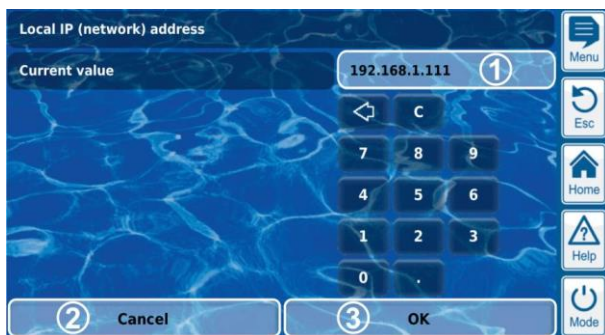 Local IP (network) address
Current value
192.168.1.111 1
C
7 8 9
4 5 6
1 2 3
0 .
2 Cancel
3 OK
Menu
Esc
Home
? Help
Mode